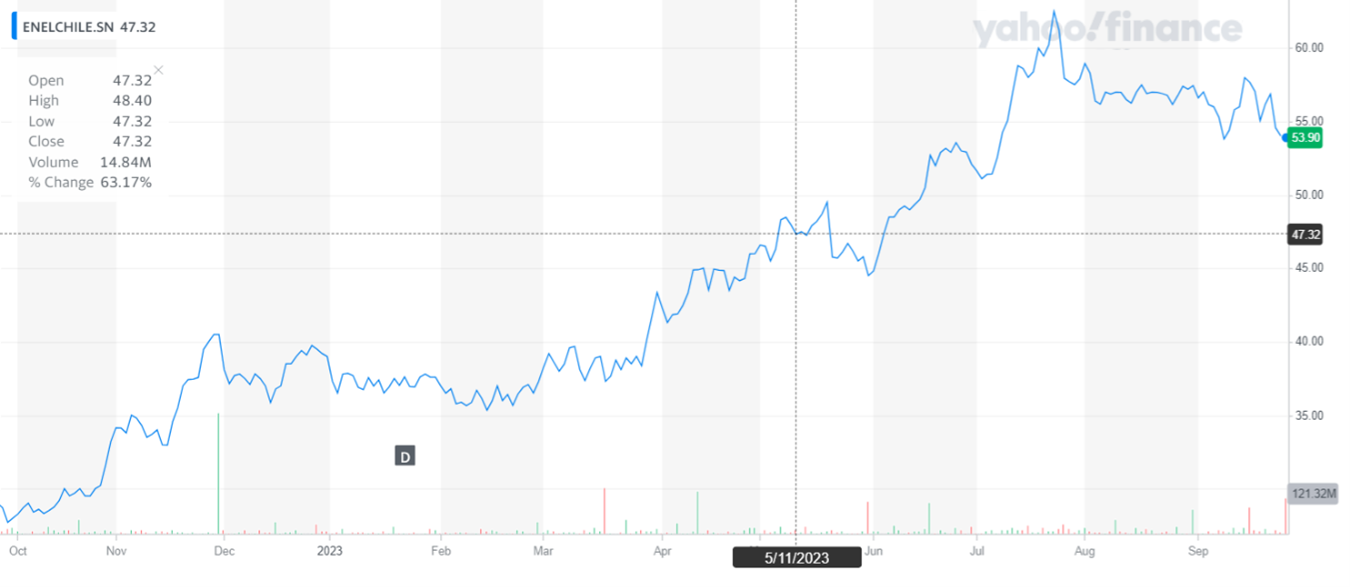 ENELCHILE.SN 47.32
yahoo!finance
Open 47.32
High 48.40
Low 47.32
Close 47.32
Volume 14.84M
% Change 63.17%
60.00
55.00
53.90
50.00
47.32
45.00
40.00
35.00
D
121.32M
Oct Nov Dec 2023 Feb Mar Apr 5/11/2023 Jun Jul Aug Sep